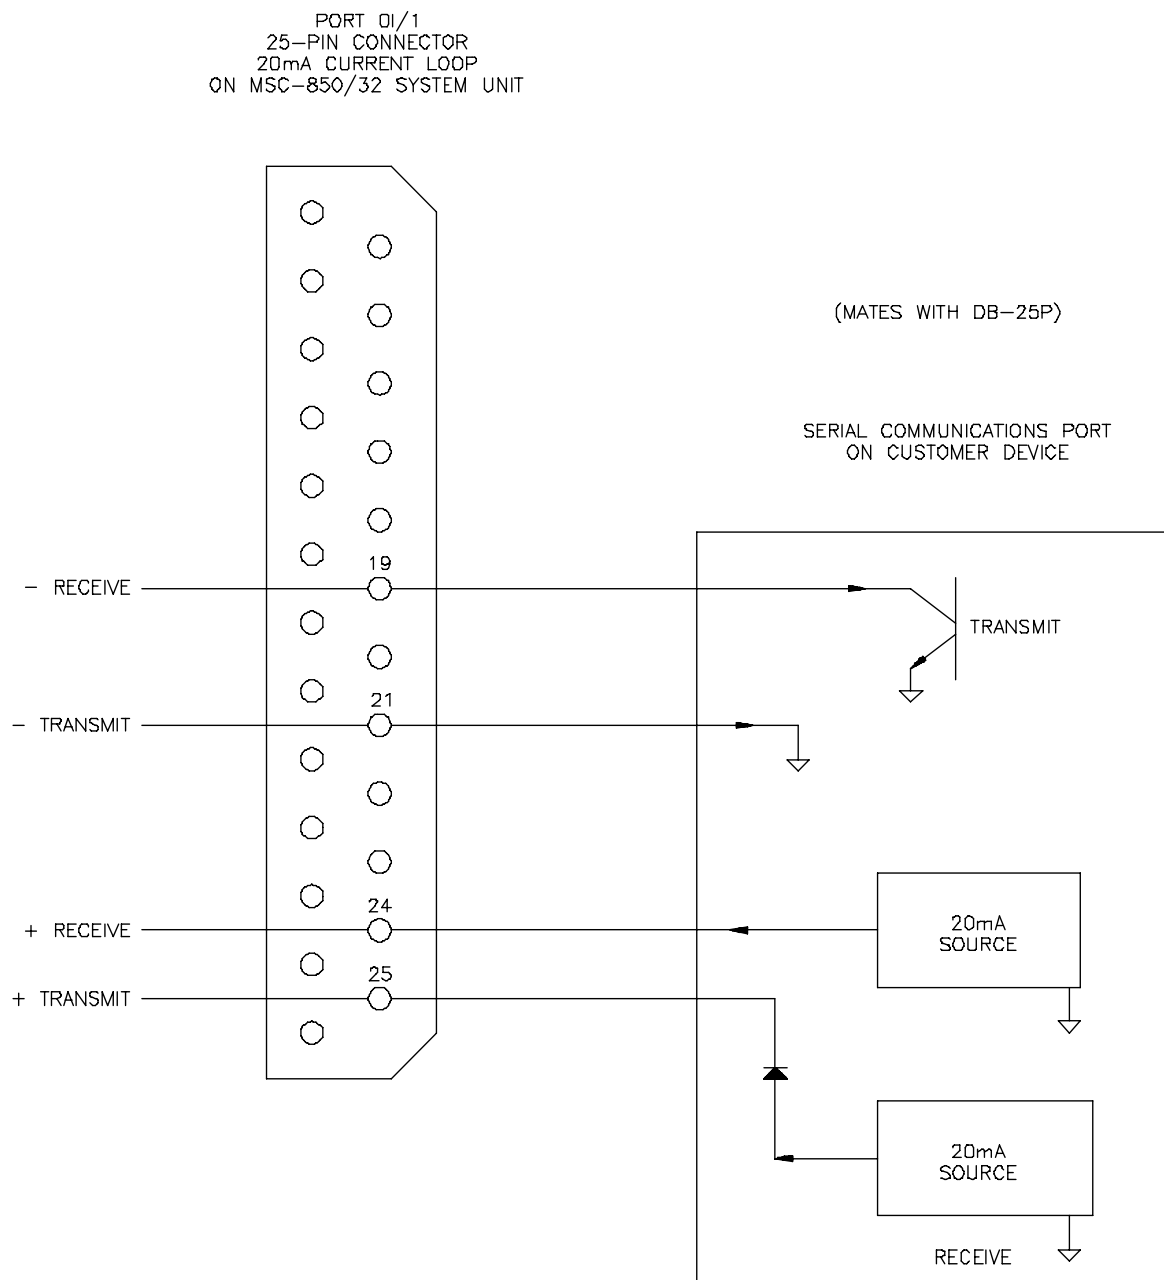 PORT 01/1
25-PIN CONNECTOR
20mA CURRENT LOOP
ON MSC-850/32 SYSTEM UNIT
(MATES WITH DB-25P)
SERIAL COMMUNICATIONS PORT
ON CUSTOMER DEVICE
19
- RECEIVE
TRANSMIT
21
- TRANSMIT
24
+ RECEIVE
20mA
SOURCE
25
+ TRANSMIT
20mA
SOURCE
RECEIVE